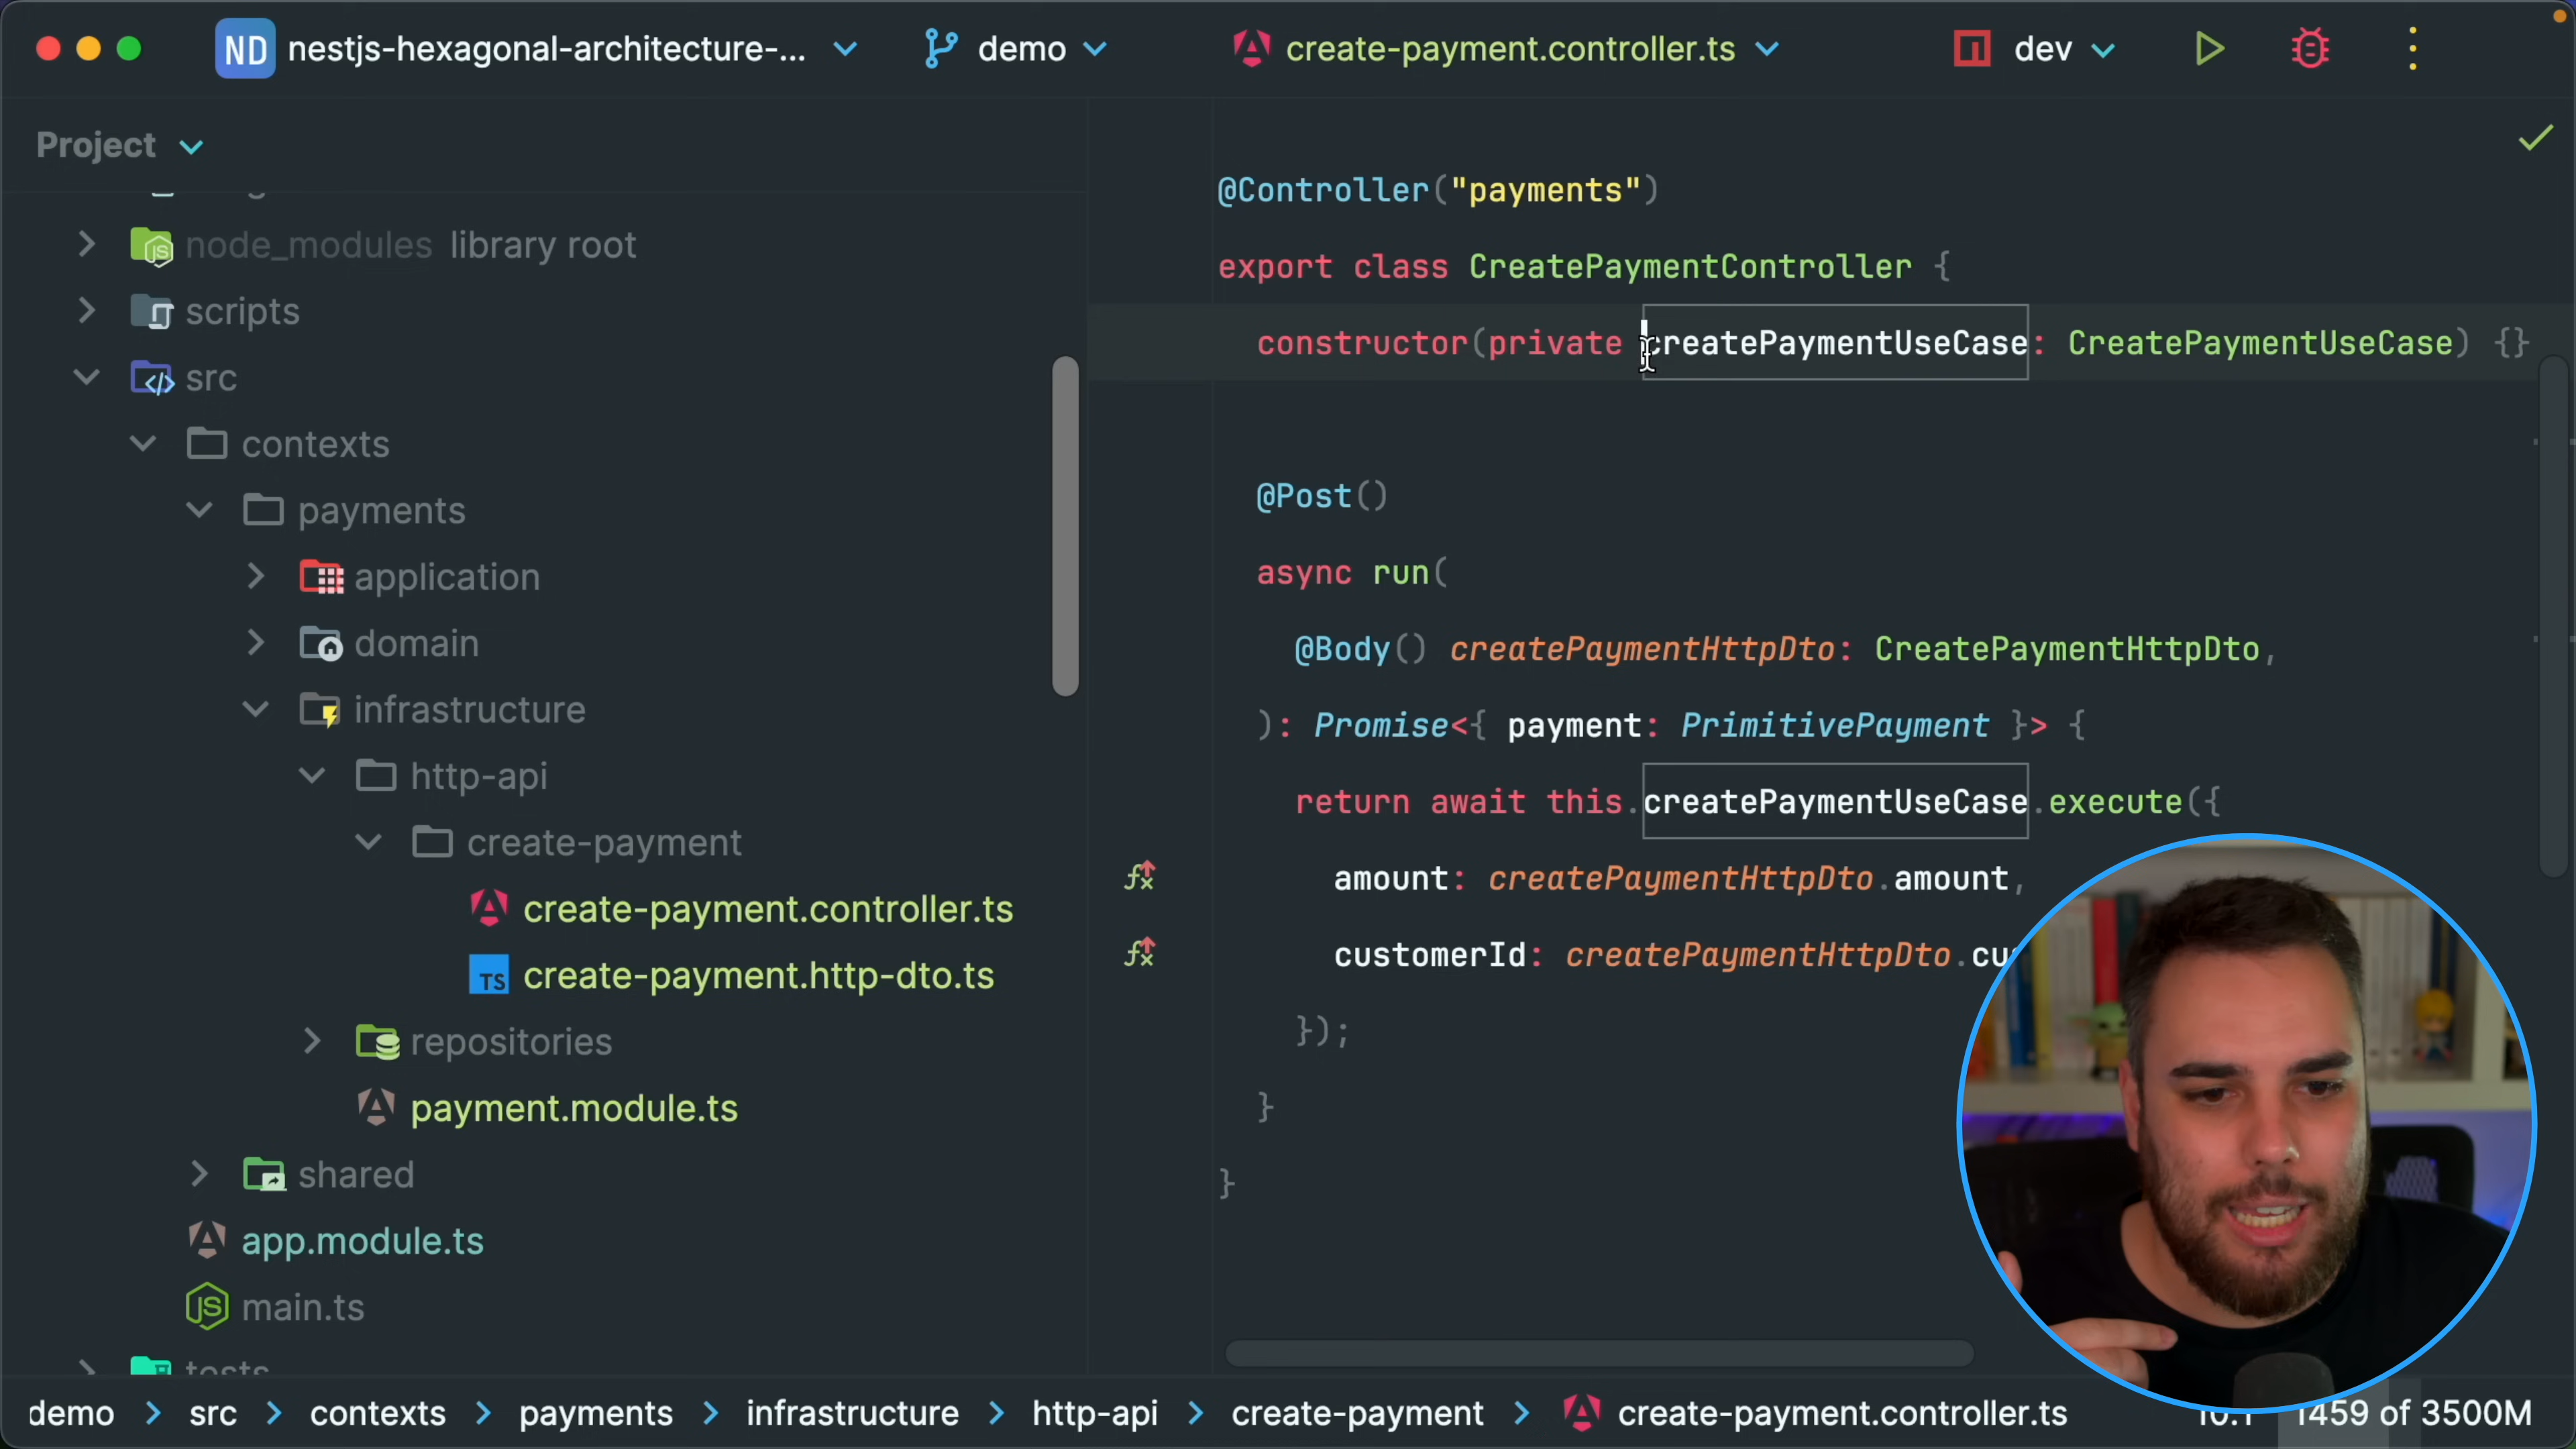 ND nestjs-hexagonal-architecture-... demo create-payment.controller.ts dev
Project
node_modules library root
scripts
src
contexts
payments
application
domain
infrastructure
http-api
create-payment
create-payment.controller.ts
TS create-payment.http-dto.ts
repositories
payment.module.ts
shared
app.module.ts
main.ts
tests
@Controller("payments")
export class CreatePaymentController {
constructor(private createPaymentUseCase: CreatePaymentUseCase) {}
@Post()
async run(
@Body() createPaymentHttpDto: CreatePaymentHttpDto,
): Promise<{ payment: PrimitivePayment }> {
return await this.createPaymentUseCase.execute({
amount: createPaymentHttpDto.amount,
customerId: createPaymentHttpDto.cu
});
}
}
demo > src > contexts > payments > infrastructure > http-api > create-payment > create-payment.controller.ts 1459 of 3500M